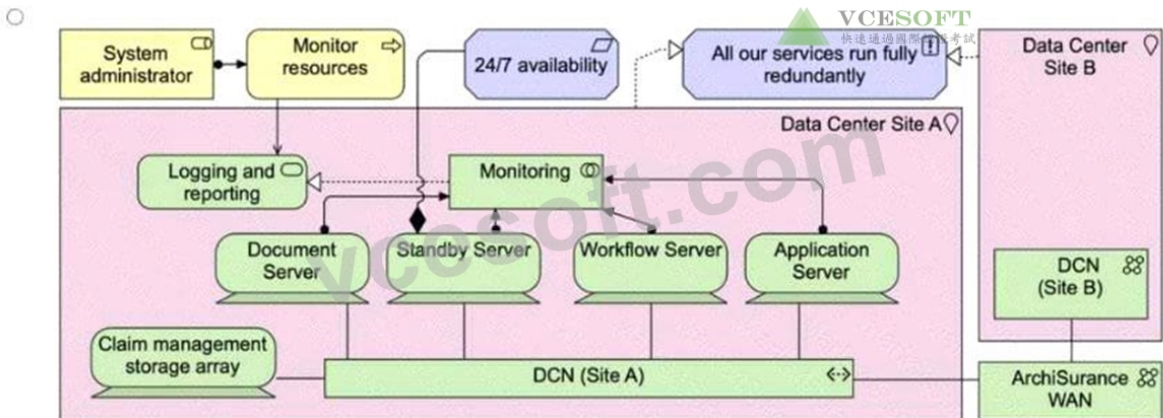 VCESOFT
System
administrator
Monitor
resources
24/7 availability
All our services run fully
redundantly
Data Center
Site B
Data Center Site A
Logging and
reporting
Monitoring
Document
Server
Standby Server
Workflow Server
Application
Server
DCN
(Site B)
Claim management
storage array
DCN (Site A)
ArchiSurance
WAN
vcesoft.com